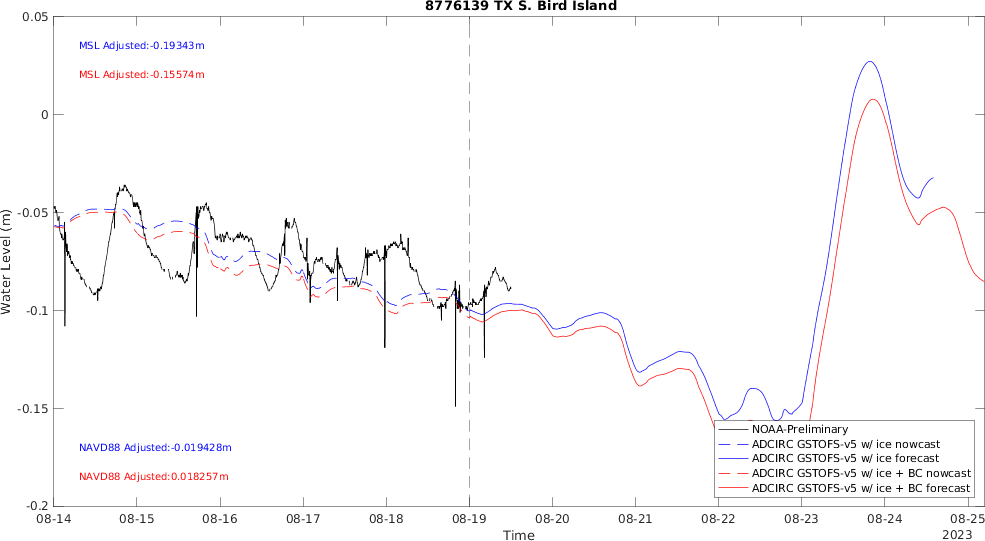 8776139 TX S. Bird Island
0.05
MSL Adjusted:-0.19343m
MSL Adjusted:-0.15574m
0
-0.05
Water Level (m)
-0.1
-0.15
NAVD88 Adjusted:-0.019428m
NAVD88 Adjusted:0.018257m
NOAA-Preliminary
ADCIRC GSTOFS-v5 w/ ice nowcast
ADCIRC GSTOFS-v5 w/ ice forecast
ADCIRC GSTOFS-v5 w/ ice + BC nowcast
ADCIRC GSTOFS-v5 w/ ice + BC forecast
-0.2
08-14 08-15 08-16 08-17 08-18 08-19 08-20 08-21 08-22 08-23 08-24 08-25
Time
2023